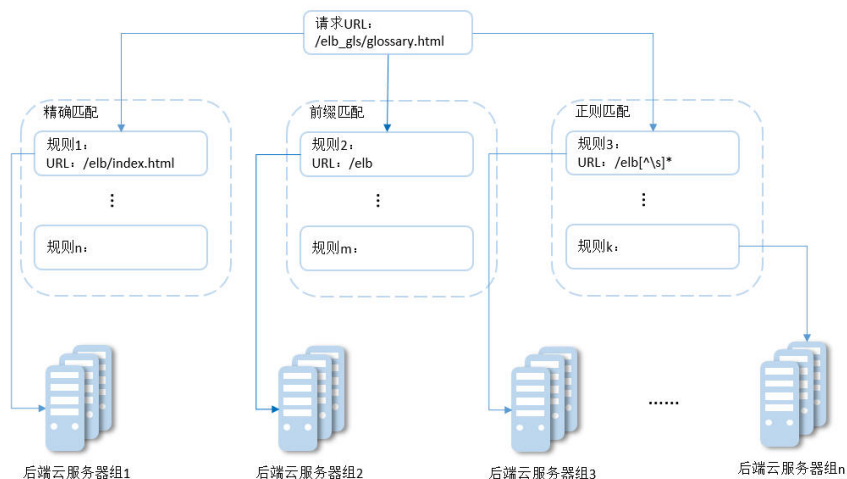 请求URL：
/elb_gls/glossary.html
精确匹配
前缀匹配
正则匹配
规则1：
URL：/elb/index.html
规则2：
URL：/elb
规则3：
URL：/elb[^\s]*
⋮
⋮
⋮
规则n：
规则m：
规则k：
……
后端云服务器组1
后端云服务器组2
后端云服务器组3
后端云服务器组n